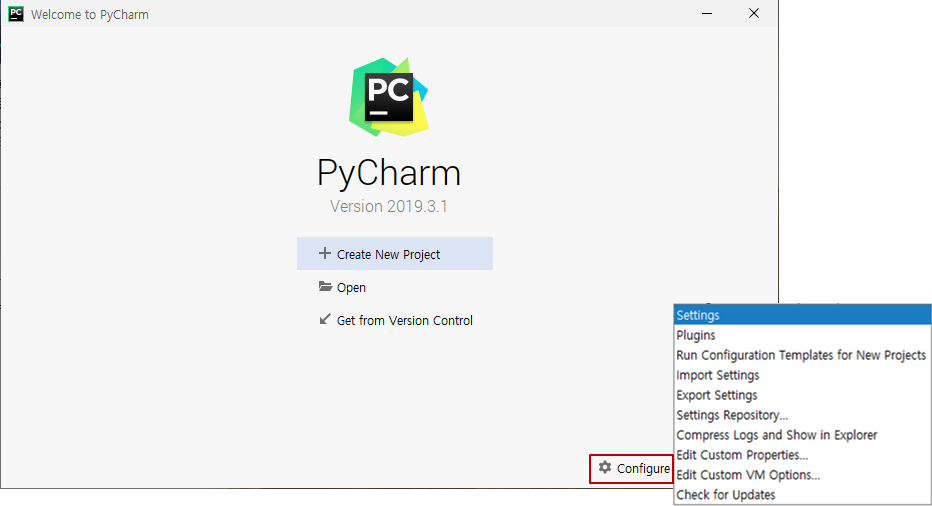 Welcome to PyCharm
PC
PyCharm
Version 2019.3.1
Create New Project
Open
Get from Version Control
Configure
Settings
Plugins
Run Configuration Templates for New Projects
Import Settings
Export Settings
Settings Repository...
Compress Logs and Show in Explorer
Edit Custom Properties...
Edit Custom VM Options...
Check for Updates